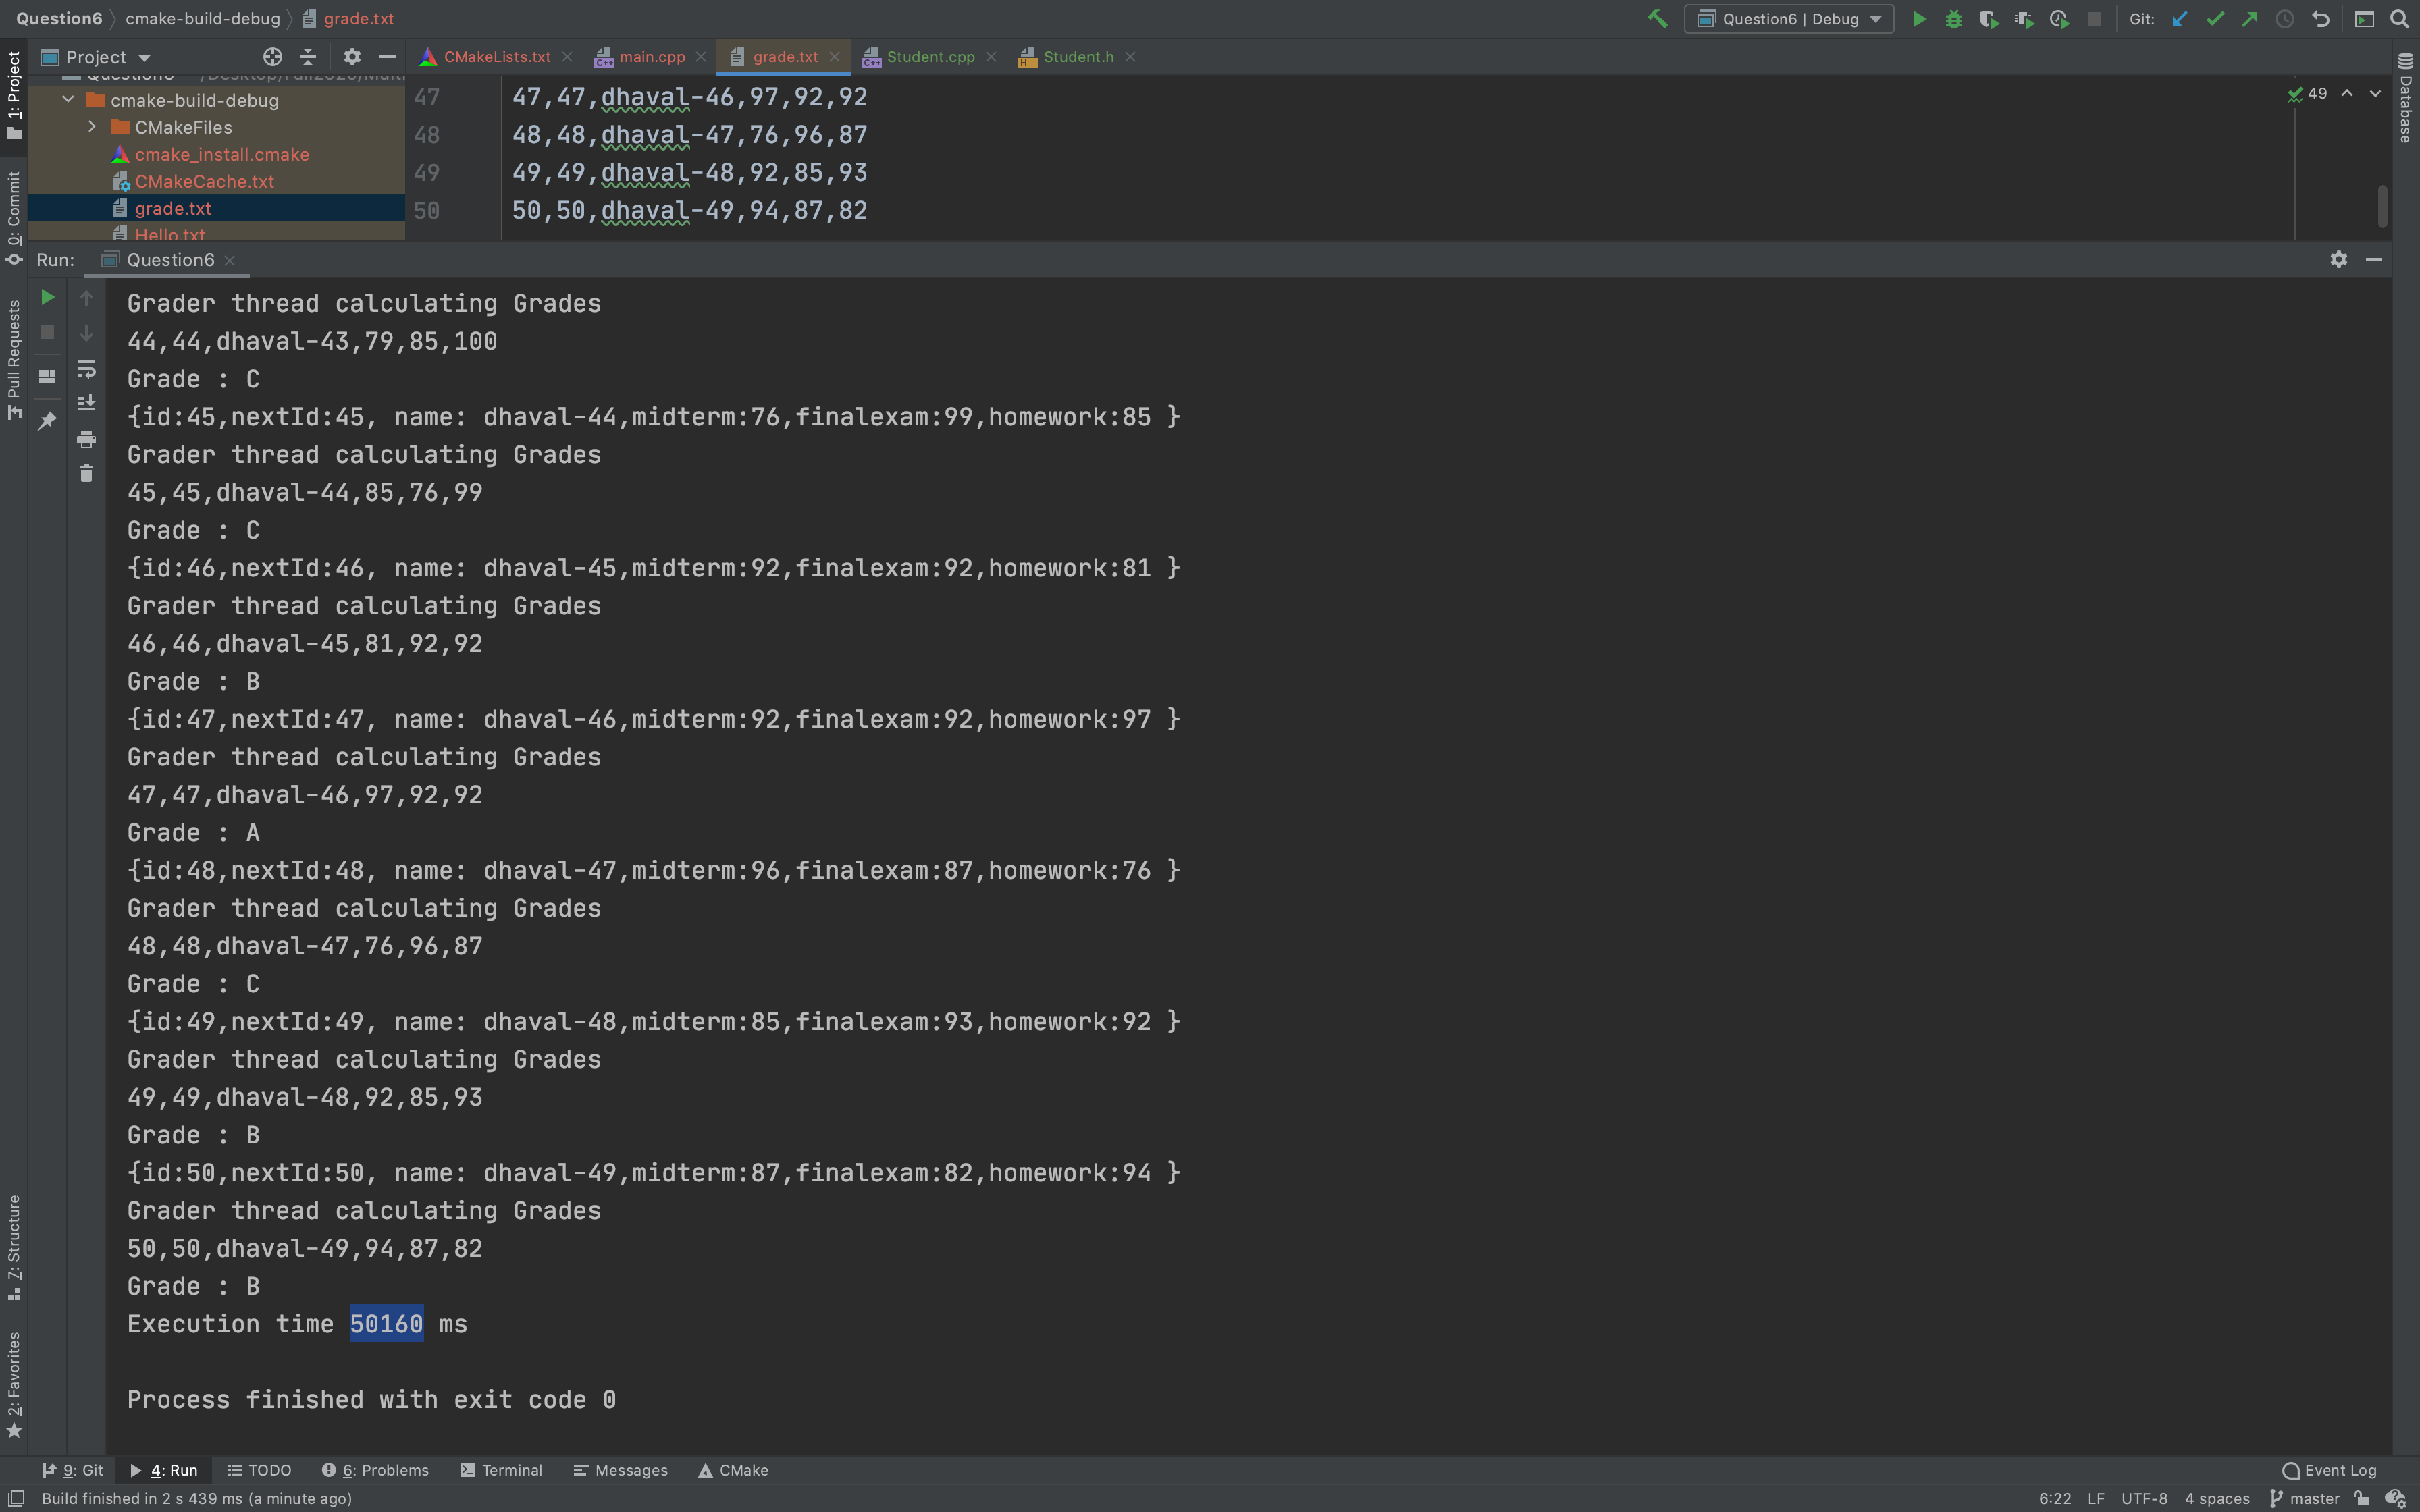 Question6 cmake-build-debug grade.txt
Question6 | Debug Git:
Project CMakeLists.txt main.cpp grade.txt Student.cpp Student.h
cmake-build-debug
CMakeFiles
cmake_install.cmake
CMakeCache.txt
grade.txt
Hello.txt
47 47,47,dhaval-46,97,92,92
48 48,48,dhaval-47,76,96,87
49 49,49,dhaval-48,92,85,93
50 50,50,dhaval-49,94,87,82
49
1: Project
0: Commit
Pull Requests
Z: Structure
2: Favorites
Database
Run: Question6
Grader thread calculating Grades
44,44,dhaval-43,79,85,100
Grade : C
{id:45,nextId:45, name: dhaval-44,midterm:76,finalexam:99,homework:85 }
Grader thread calculating Grades
45,45,dhaval-44,85,76,99
Grade : C
{id:46,nextId:46, name: dhaval-45,midterm:92,finalexam:92,homework:81 }
Grader thread calculating Grades
46,46,dhaval-45,81,92,92
Grade : B
{id:47,nextId:47, name: dhaval-46,midterm:92,finalexam:92,homework:97 }
Grader thread calculating Grades
47,47,dhaval-46,97,92,92
Grade : A
{id:48,nextId:48, name: dhaval-47,midterm:96,finalexam:87,homework:76 }
Grader thread calculating Grades
48,48,dhaval-47,76,96,87
Grade : C
{id:49,nextId:49, name: dhaval-48,midterm:85,finalexam:93,homework:92 }
Grader thread calculating Grades
49,49,dhaval-48,92,85,93
Grade : B
{id:50,nextId:50, name: dhaval-49,midterm:87,finalexam:82,homework:94 }
Grader thread calculating Grades
50,50,dhaval-49,94,87,82
Grade : B
Execution time 50160 ms
Process finished with exit code 0
9: Git 4: Run TODO 6: Problems Terminal Messages CMake Event Log
Build finished in 2 s 439 ms (a minute ago) 6:22 LF UTF-8 4 spaces master